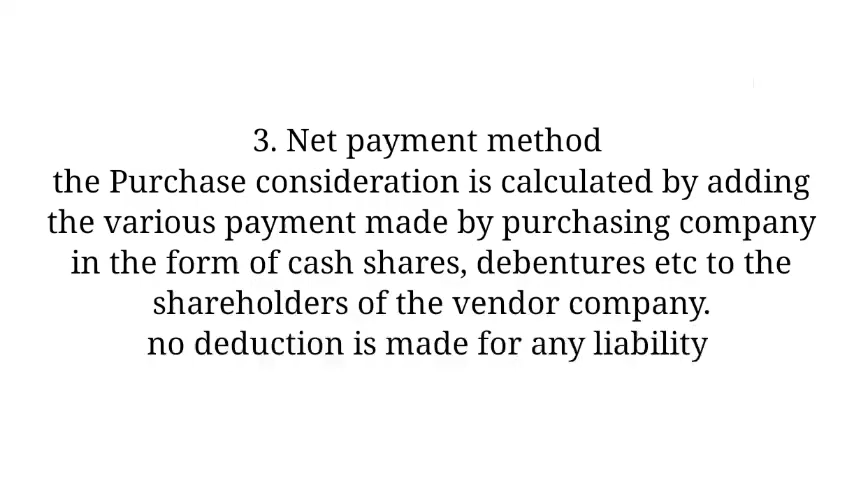 3. Net payment method
the Purchase consideration is calculated by adding
the various payment made by purchasing company
in the form of cash shares, debentures etc to the
shareholders of the vendor company.
no deduction is made for any liability